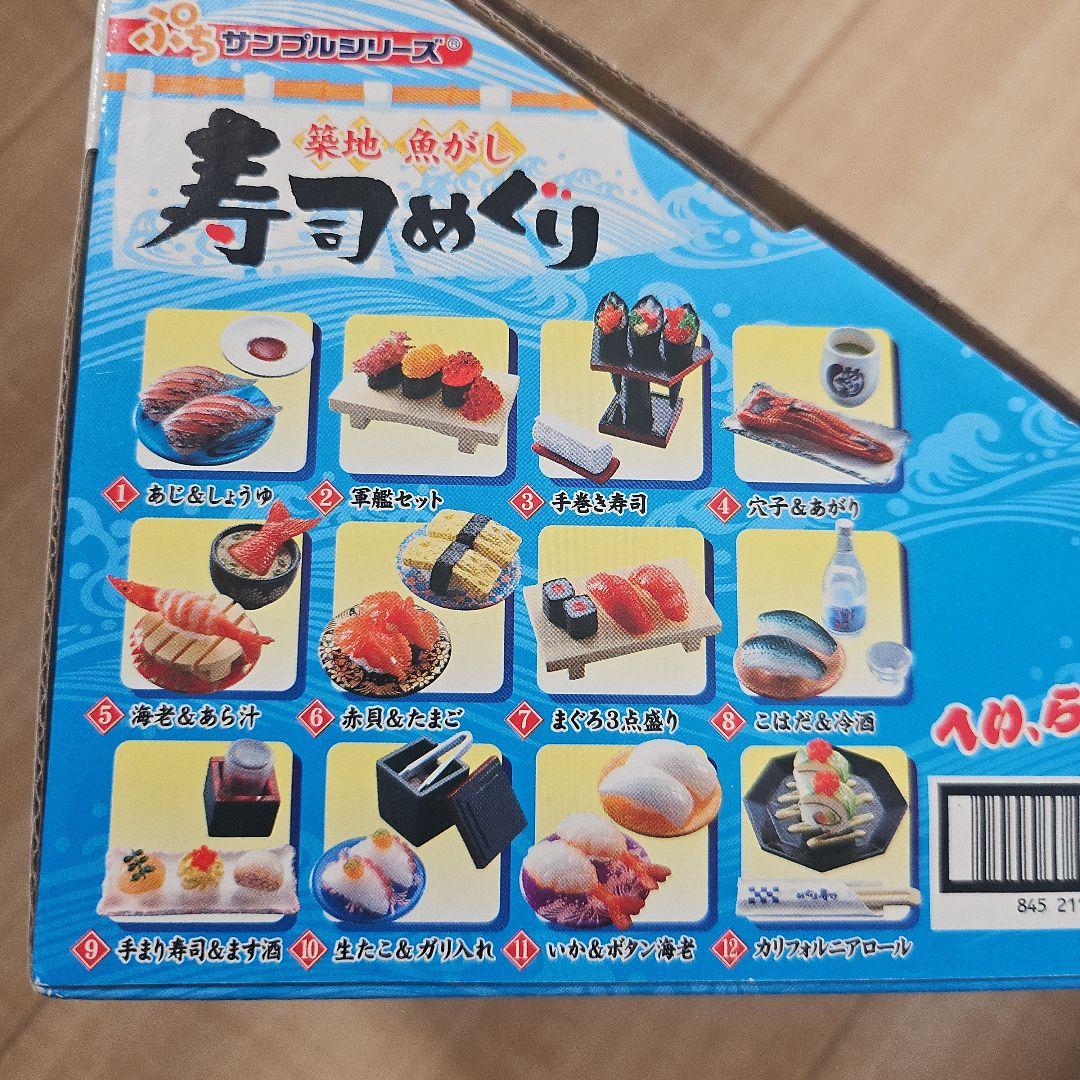 ぷちサンプルシリーズ®
築地 魚がし
寿司めぐり
1 あじ&しょうゆ
2 軍艦セット
3 手巻き寿司
4 穴子&あがり
5 海老&あら汁
6 赤貝&たまご
7 まぐろ3点盛り
8 こはだ&冷酒
へい、ら
9 手まり寿司&ます酒
10 生たこ&ガリ入れ
11 いか&ボタン海老
12 カリフォルニアロール
845 211